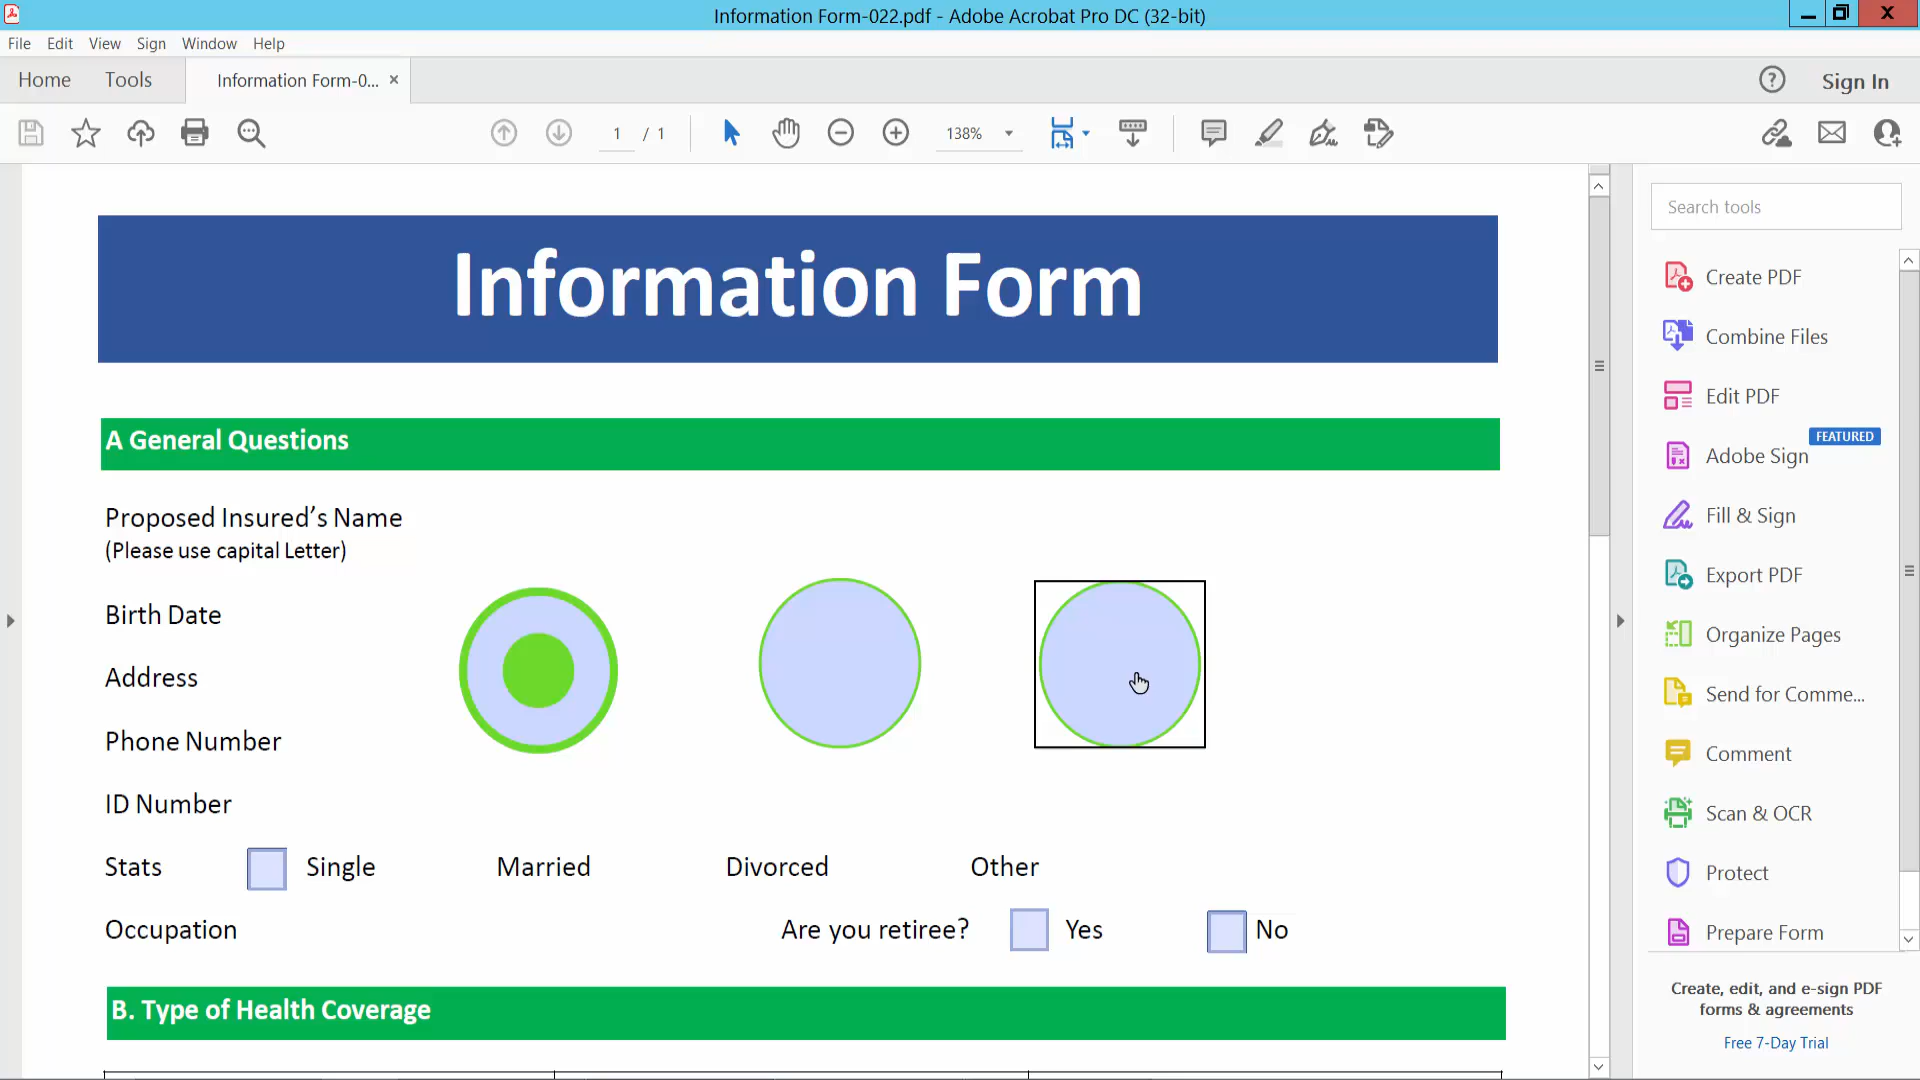 Information Form-022.pdf - Adobe Acrobat Pro DC (32-bit)
File Edit View Sign Window Help
Home Tools Information Form-0... × Sign In
1 / 1 138%
Search tools
Information Form
Create PDF
Combine Files
Edit PDF
FEATURED
Adobe Sign
Fill & Sign
Export PDF
Organize Pages
Send for Comme...
Comment
Scan & OCR
Protect
Prepare Form
Create, edit, and e-sign PDF
forms & agreements
Free 7-Day Trial
A General Questions
Proposed Insured’s Name
(Please use capital Letter)
Birth Date
Address
Phone Number
ID Number
Stats Single Married Divorced Other
Occupation Are you retiree? Yes No
B. Type of Health Coverage